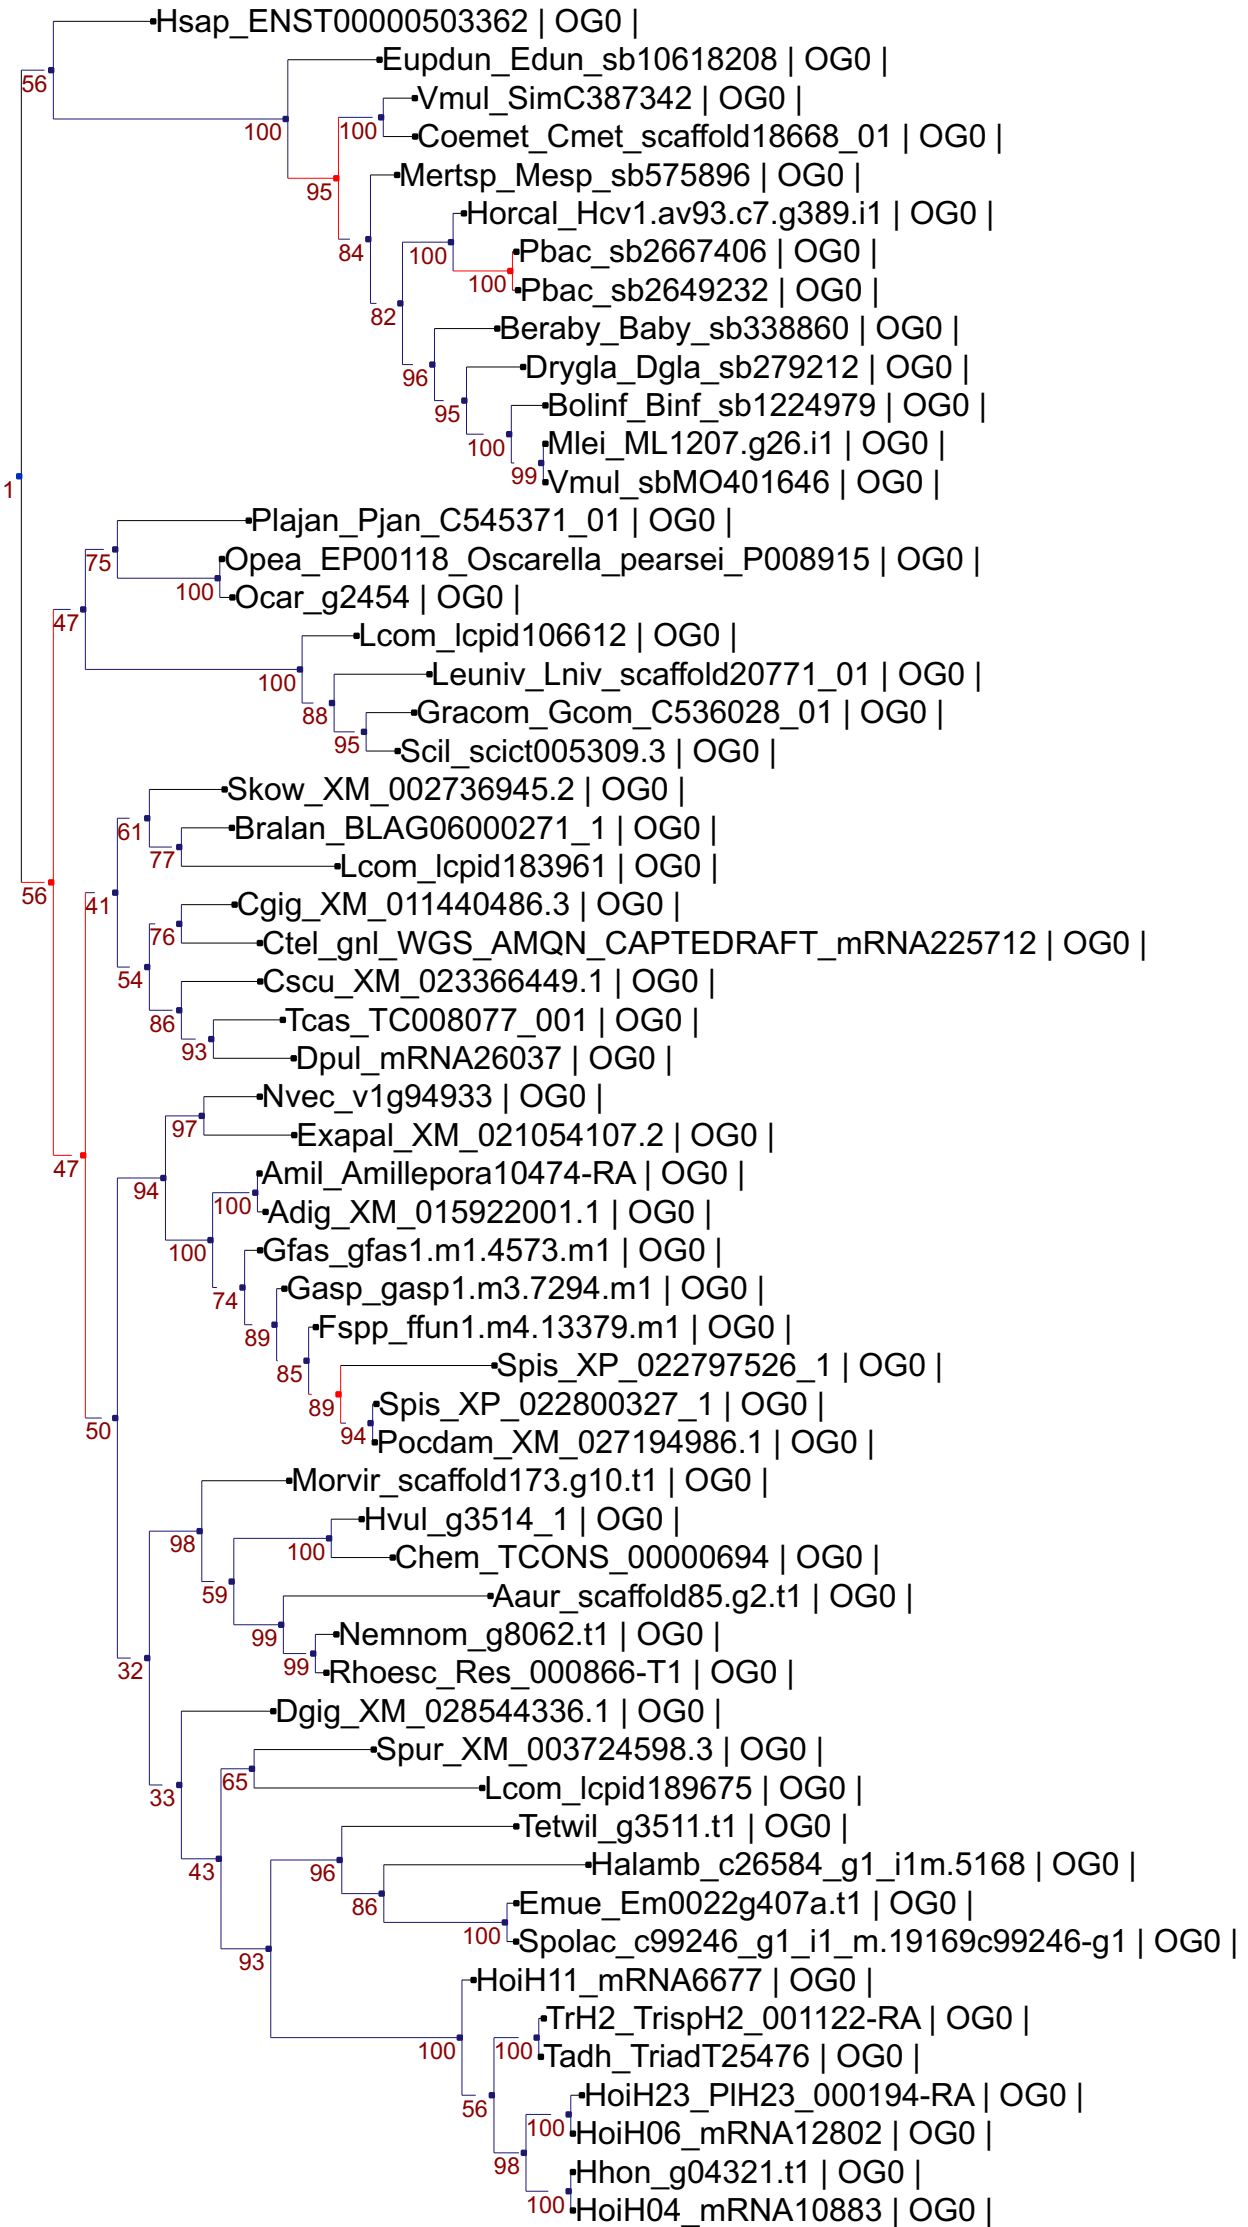 Hsap_ENST00000503362 | OG0 |
Eupdun_Edun_sb10618208 | OG0 |
56
Vmul_SimC387342 | OG0 |
100
100
Coemet_Cmet_scaffold18668_01 | OG0 |
Mertsp_Mesp_sb575896 | OG0 |
95
Horcal_Hcv1.av93.c7.g389.i1 | OG0 |
84
100
Pbac_sb2667406 | OG0 |
100
Pbac_sb2649232 | OG0 |
82
Beraby_Baby_sb338860 | OG0 |
Drygla_Dgla_sb279212 | OG0 |
96
Bolinf_Binf_sb1224979 | OG0 |
95
Mlei_ML1207.g26.i1 | OG0 |
100
99
Vmul_sbMO401646 | OG0 |
1
Plajan_Pjan_C545371_01 | OG0 |
75
Opea_EP00118_Oscarella_pearsei_P008915 | OG0 |
100
Ocar_g2454 | OG0 |
47
Lcom_lcpid106612 | OG0 |
100
Leuniv_Lniv_scaffold20771_01 | OG0 |
88
Gracom_Gcom_C536028_01 | OG0 |
95
Scil_scict005309.3 | OG0 |
Skow_XM_002736945.2 | OG0 |
61
Bralan_BLAG06000271_1 | OG0 |
77
Lcom_lcpid183961 | OG0 |
56
41
Cgig_XM_011440486.3 | OG0 |
76
Ctel_gnl_WGS_AMQN_CAPTEDRAFT_mRNA225712 | OG0 |
54
Cscu_XM_023366449.1 | OG0 |
86
Tcas_TC008077_001 | OG0 |
93
Dpul_mRNA26037 | OG0 |
Nvec_v1g94933 | OG0 |
97
Exapal_XM_021054107.2 | OG0 |
47
Amil_Amillepora10474-RA | OG0 |
94
100
Adig_XM_015922001.1 | OG0 |
100
Gfas_gfas1.m1.4573.m1 | OG0 |
74
Gasp_gasp1.m3.7294.m1 | OG0 |
89
Fspp_ffun1.m4.13379.m1 | OG0 |
85
Spis_XP_022797526_1 | OG0 |
89
Spis_XP_022800327_1 | OG0 |
50
94
Pocdam_XM_027194986.1 | OG0 |
Morvir_scaffold173.g10.t1 | OG0 |
98
Hvul_g3514_1 | OG0 |
100
Chem_TCONS_00000694 | OG0 |
59
Aaur_scaffold85.g2.t1 | OG0 |
99
Nemnom_g8062.t1 | OG0 |
32
99
Rhoesc_Res_000866-T1 | OG0 |
Dgig_XM_028544336.1 | OG0 |
Spur_XM_003724598.3 | OG0 |
33
65
Lcom_lcpid189675 | OG0 |
Tetwil_g3511.t1 | OG0 |
43
96
Halamb_c26584_g1_i1m.5168 | OG0 |
86
Emue_Em0022g407a.t1 | OG0 |
100
Spolac_c99246_g1_i1_m.19169c99246-g1 | OG0 |
93
HoiH11_mRNA6677 | OG0 |
TrH2_TrispH2_001122-RA | OG0 |
100
100
Tadh_TriadT25476 | OG0 |
HoiH23_PlH23_000194-RA | OG0 |
56
100
HoiH06_mRNA12802 | OG0 |
98
Hhon_g04321.t1 | OG0 |
100
HoiH04_mRNA10883 | OG0 |